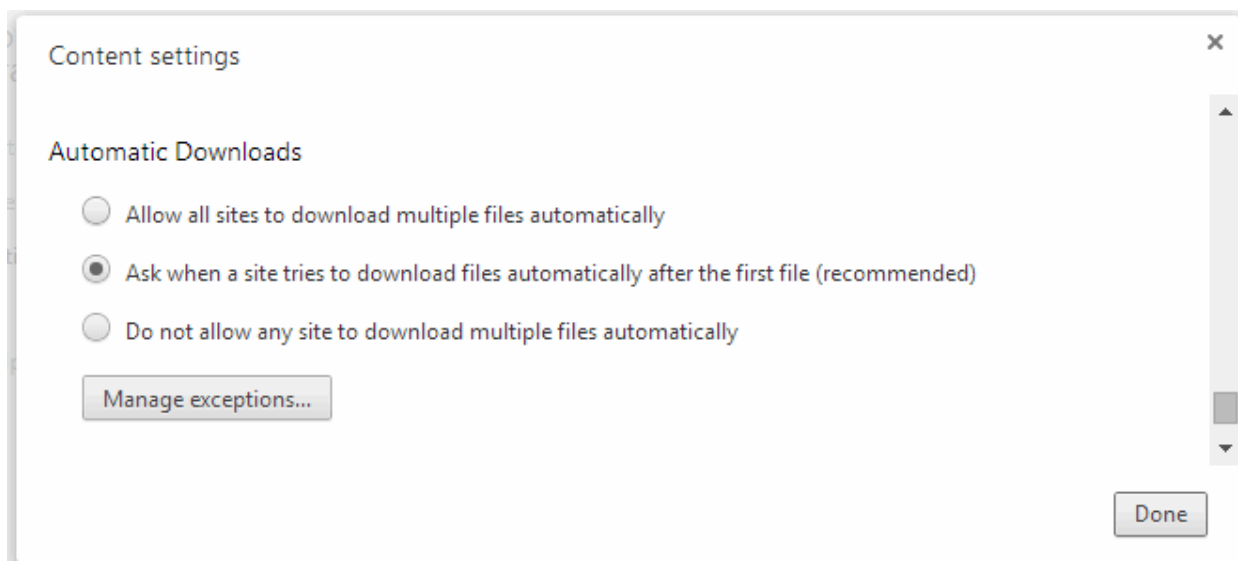 Content settings
Automatic Downloads
Allow all sites to download multiple files automatically
Ask when a site tries to download files automatically after the first file (recommended)
Do not allow any site to download multiple files automatically
Manage exceptions...
Done